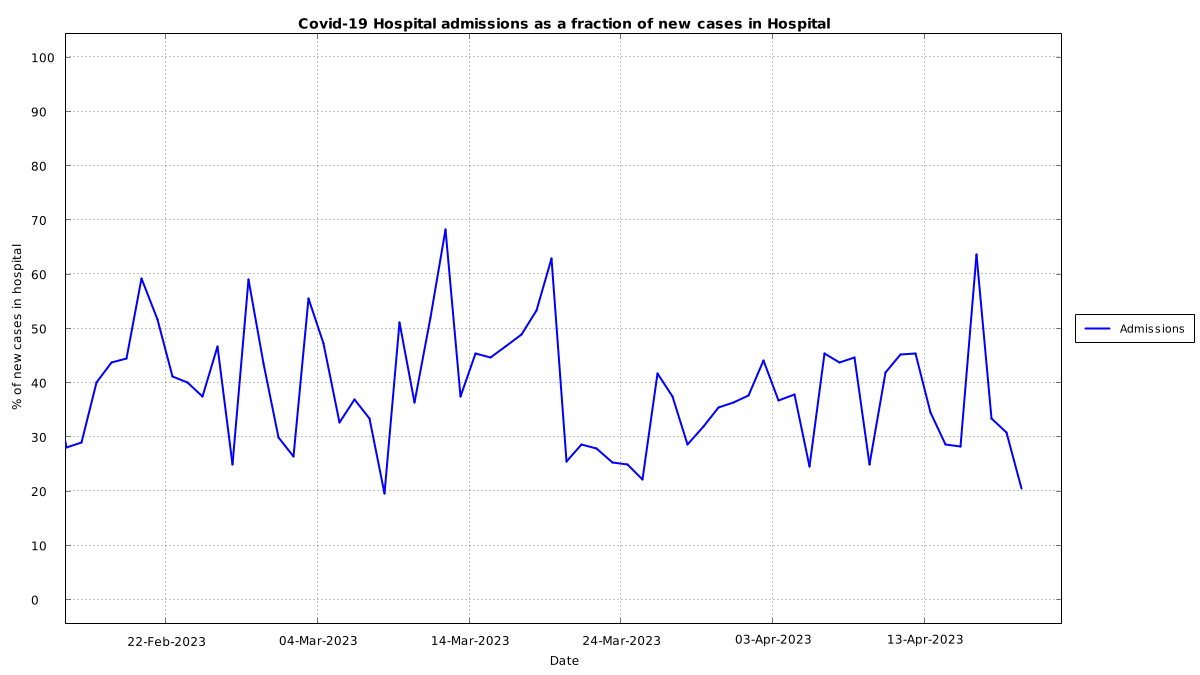 Covid-19 Hospital admissions as a fraction of new cases in Hospital
100
90
80
70
60
50
40
30
20
10
0
% of new cases in hospital
22-Feb-2023 04-Mar-2023 14-Mar-2023 24-Mar-2023 03-Apr-2023 13-Apr-2023
Date
Admissions